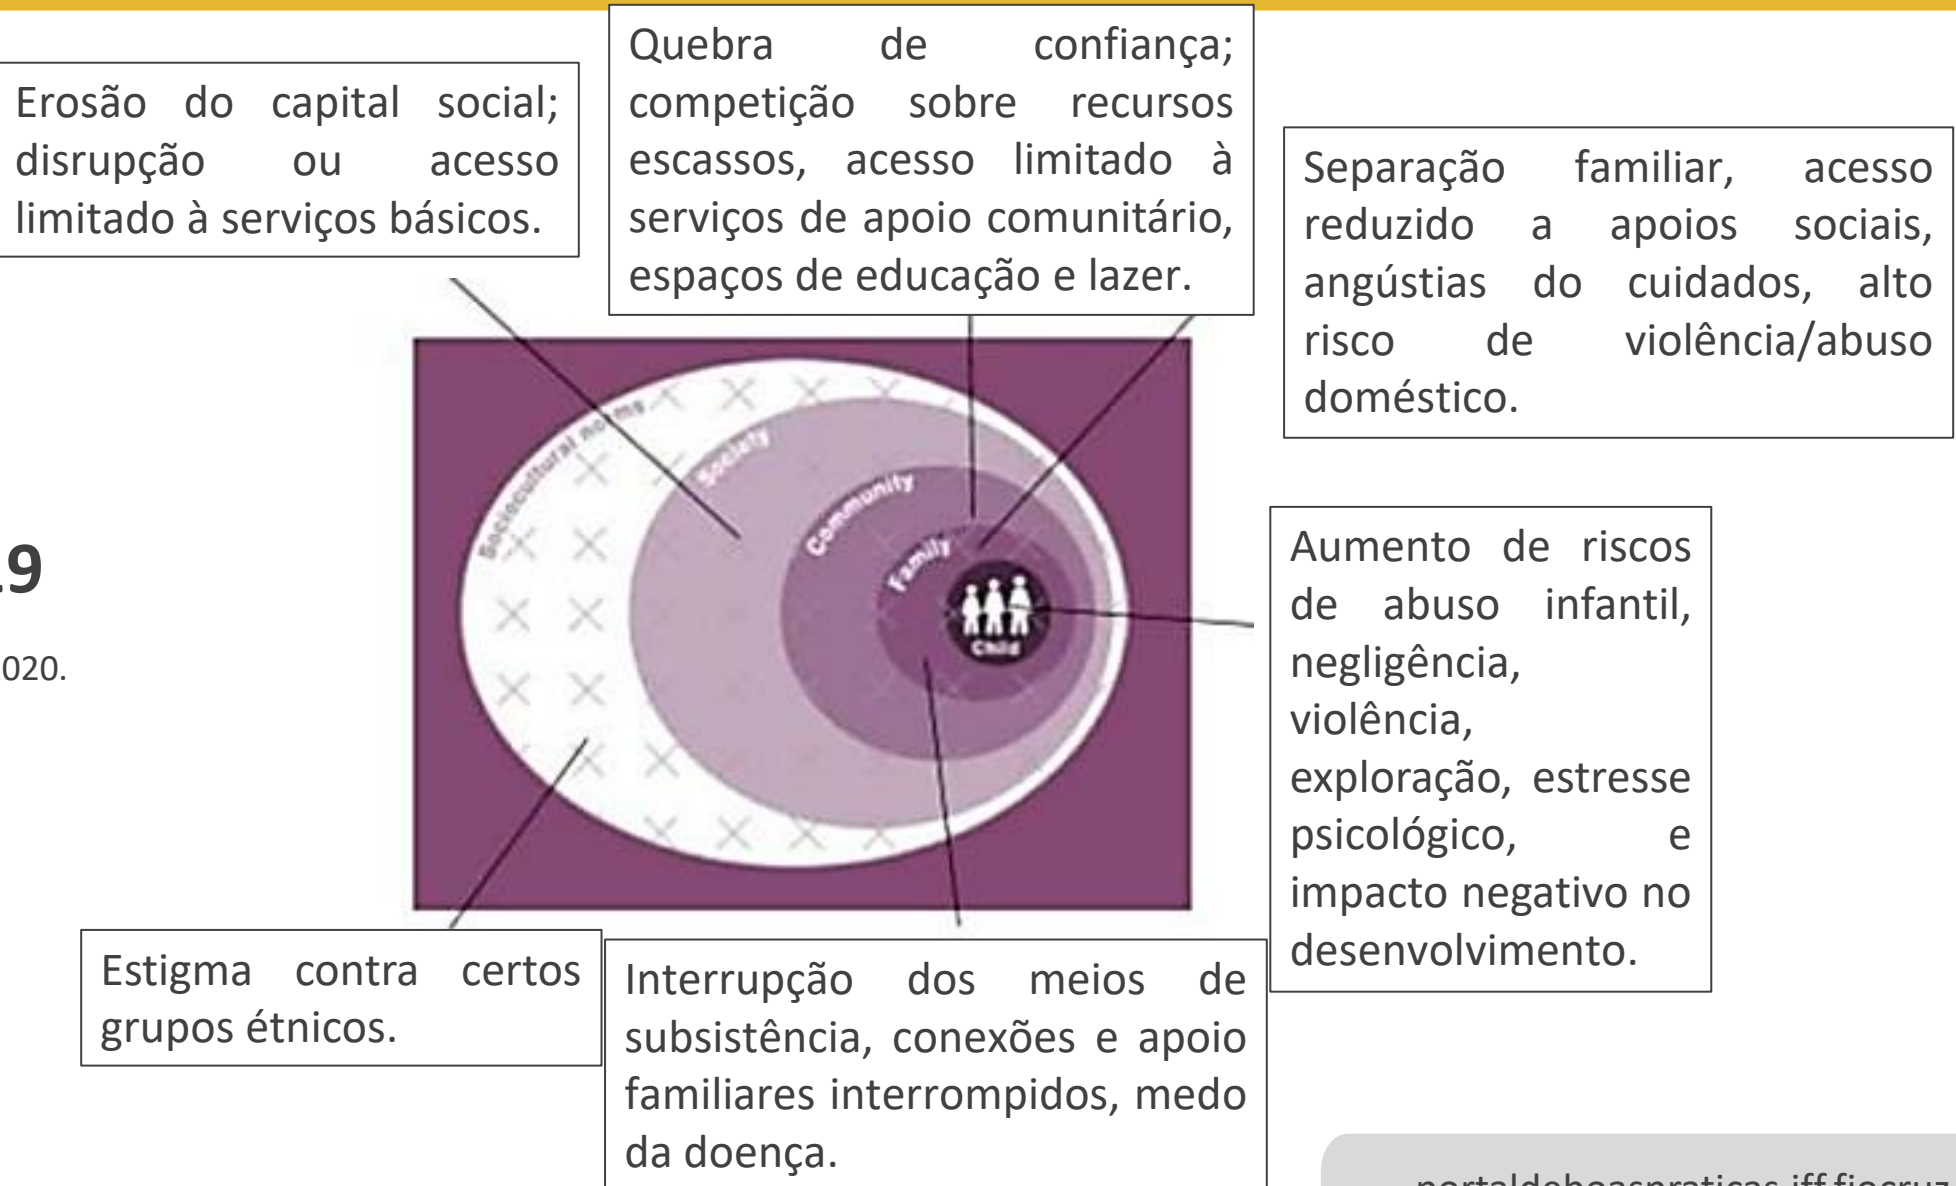 Erosão do capital social;
disrupção ou acesso
limitado à serviços básicos.
Quebra de confiança;
competição sobre recursos
escassos, acesso limitado à
serviços de apoio comunitário,
espaços de educação e lazer.
Separação familiar, acesso
reduzido a apoios sociais,
angústias do cuidados, alto
risco de violência/abuso
doméstico.
Sociocultural norms
Society
Community
Family
Child
19
2020.
Aumento de riscos
de abuso infantil,
negligência,
violência,
exploração, estresse
psicológico, e
impacto negativo no
desenvolvimento.
Estigma contra certos
grupos étnicos.
Interrupção dos meios de
subsistência, conexões e apoio
familiares interrompidos, medo
da doença.
portaldeboaspraticas.iff.fiocruz